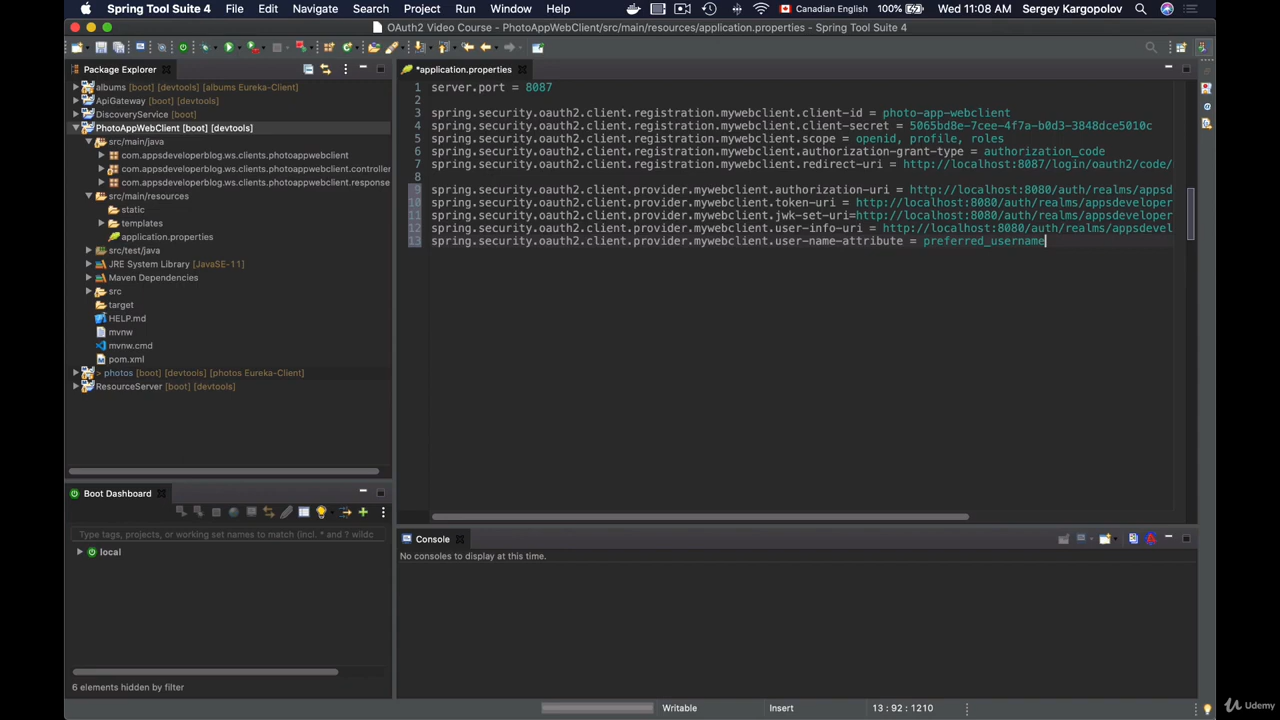 Spring Tool Suite 4 File Edit Navigate Search Project Run Window Help Canadian English 100% Wed 11:08 AM Sergey Kargopolov
OAuth2 Video Course - PhotoAppWebClient/src/main/resources/application.properties - Spring Tool Suite 4
Package Explorer
albums [boot] [devtools] [albums Eureka-Client]
ApiGateway [boot] [devtools]
DiscoveryService [boot]
PhotoAppWebClient [boot] [devtools]
src/main/java
com.appsdeveloperblog.ws.clients.photoappwebclient
com.appsdeveloperblog.ws.clients.photoappwebclient.controller
com.appsdeveloperblog.ws.clients.photoappwebclient.response
src/main/resources
static
templates
application.properties
src/test/java
JRE System Library [JavaSE-11]
Maven Dependencies
src
target
HELP.md
mvnw
mvnw.cmd
pom.xml
> photos [boot] [devtools] [photos Eureka-Client]
ResourceServer [boot] [devtools]
*application.properties
1 server.port = 8087
2
3 spring.security.oauth2.client.registration.mywebclient.client-id = photo-app-webclient
4 spring.security.oauth2.client.registration.mywebclient.client-secret = 5065bd8e-7cee-4f7a-b0d3-3848dce5010c
5 spring.security.oauth2.client.registration.mywebclient.scope = openid, profile, roles
6 spring.security.oauth2.client.registration.mywebclient.authorization-grant-type = authorization_code
7 spring.security.oauth2.client.registration.mywebclient.redirect-uri = http://localhost:8087/login/oauth2/code/
8
9 spring.security.oauth2.client.provider.mywebclient.authorization-uri = http://localhost:8080/auth/realms/appsd
10 spring.security.oauth2.client.provider.mywebclient.token-uri = http://localhost:8080/auth/realms/appsdeveloper
11 spring.security.oauth2.client.provider.mywebclient.jwk-set-uri=http://localhost:8080/auth/realms/appsdeveloper
12 spring.security.oauth2.client.provider.mywebclient.user-info-uri = http://localhost:8080/auth/realms/appsdevel
13 spring.security.oauth2.client.provider.mywebclient.user-name-attribute = preferred_username
Boot Dashboard
Type tags, projects, or working set names to match (incl. * and ? wildc
local
6 elements hidden by filter
Console
No consoles to display at this time.
Writable Insert 13 : 92 : 1210
Udemy